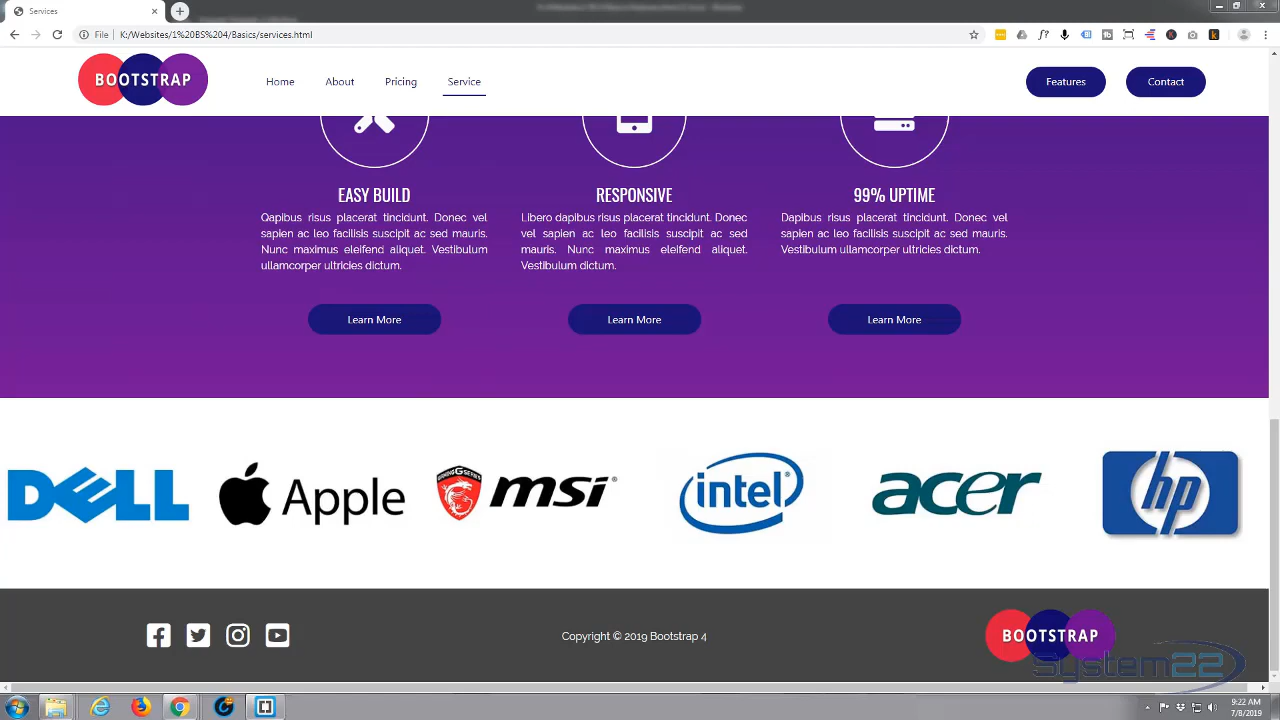 Services
File | K:/Websites/1%20BS%204/Basics/services.html
BOOTSTRAP
Home About Pricing Service Features Contact
EASY BUILD
Qapibus risus placerat tincidunt. Donec vel
sapien ac leo facilisis suscipit ac sed mauris.
Nunc maximus eleifend aliquet. Vestibulum
ullamcorper ultricies dictum.
Learn More
RESPONSIVE
Libero dapibus risus placerat tincidunt. Donec
vel sapien ac leo facilisis suscipit ac sed
mauris. Nunc maximus eleifend aliquet.
Vestibulum dictum.
Learn More
99% UPTIME
Dapibus risus placerat tincidunt. Donec vel
sapien ac leo facilisis suscipit ac sed mauris.
Vestibulum ullamcorper ultricies dictum.
Learn More
DELL Apple GAMING G SERIES msi® intel® acer hp
Copyright © 2019 Bootstrap 4
BOOTSTRAP
System22
9:22 AM
7/8/2019